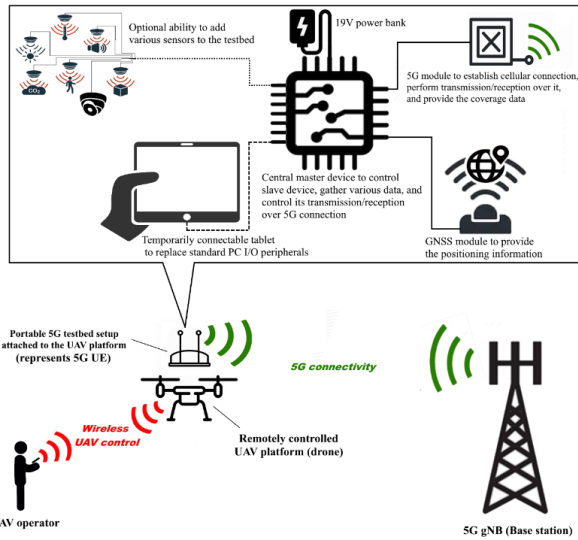 Optional ability to add
various sensors to the testbed
19V power bank
CO2
5G module to establish cellular connection,
perform transmission/reception over it,
and provide the coverage data
Central master device to control
slave device, gather various data, and
control its transmission/reception
over 5G connection
Temporarily connectable tablet
to replace standard PC I/O peripherals
GNSS module to provide
the positioning information
Portable 5G testbed setup
attached to the UAV platform
(represents 5G UE)
5G connectivity
Wireless
UAV control
Remotely controlled
UAV platform (drone)
AV operator
5G gNB (Base station)